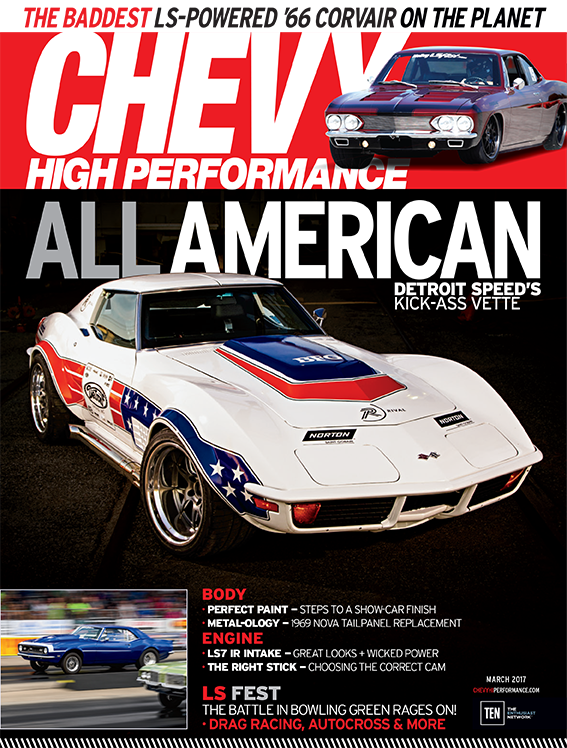 THE BADDEST LS-POWERED '66 CORVAIR ON THE PLANET
CHEVY
HIGH PERFORMANCE
ALL AMERICAN
DETROIT SPEED'S
KICK-ASS VETTE
RIVAL
NORTON
NORTON
BODY
• PERFECT PAINT – STEPS TO A SHOW-CAR FINISH
• METAL-OLOGY – 1969 NOVA TAILPANEL REPLACEMENT
ENGINE
• LS7 IR INTAKE – GREAT LOOKS + WICKED POWER
• THE RIGHT STICK – CHOOSING THE CORRECT CAM
LS FEST
THE BATTLE IN BOWLING GREEN RAGES ON!
• DRAG RACING, AUTOCROSS & MORE
MARCH 2017
CHEVYHIPERFORMANCE.COM
TEN
THE
ENTHUSIAST
NETWORK